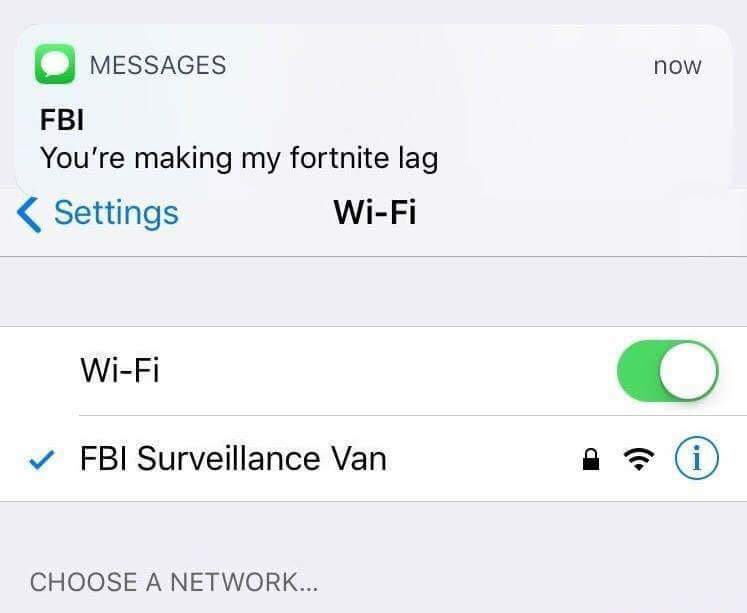 MESSAGES now
FBI
You're making my fortnite lag
Settings Wi-Fi
Wi-Fi
FBI Surveillance Van
CHOOSE A NETWORK...